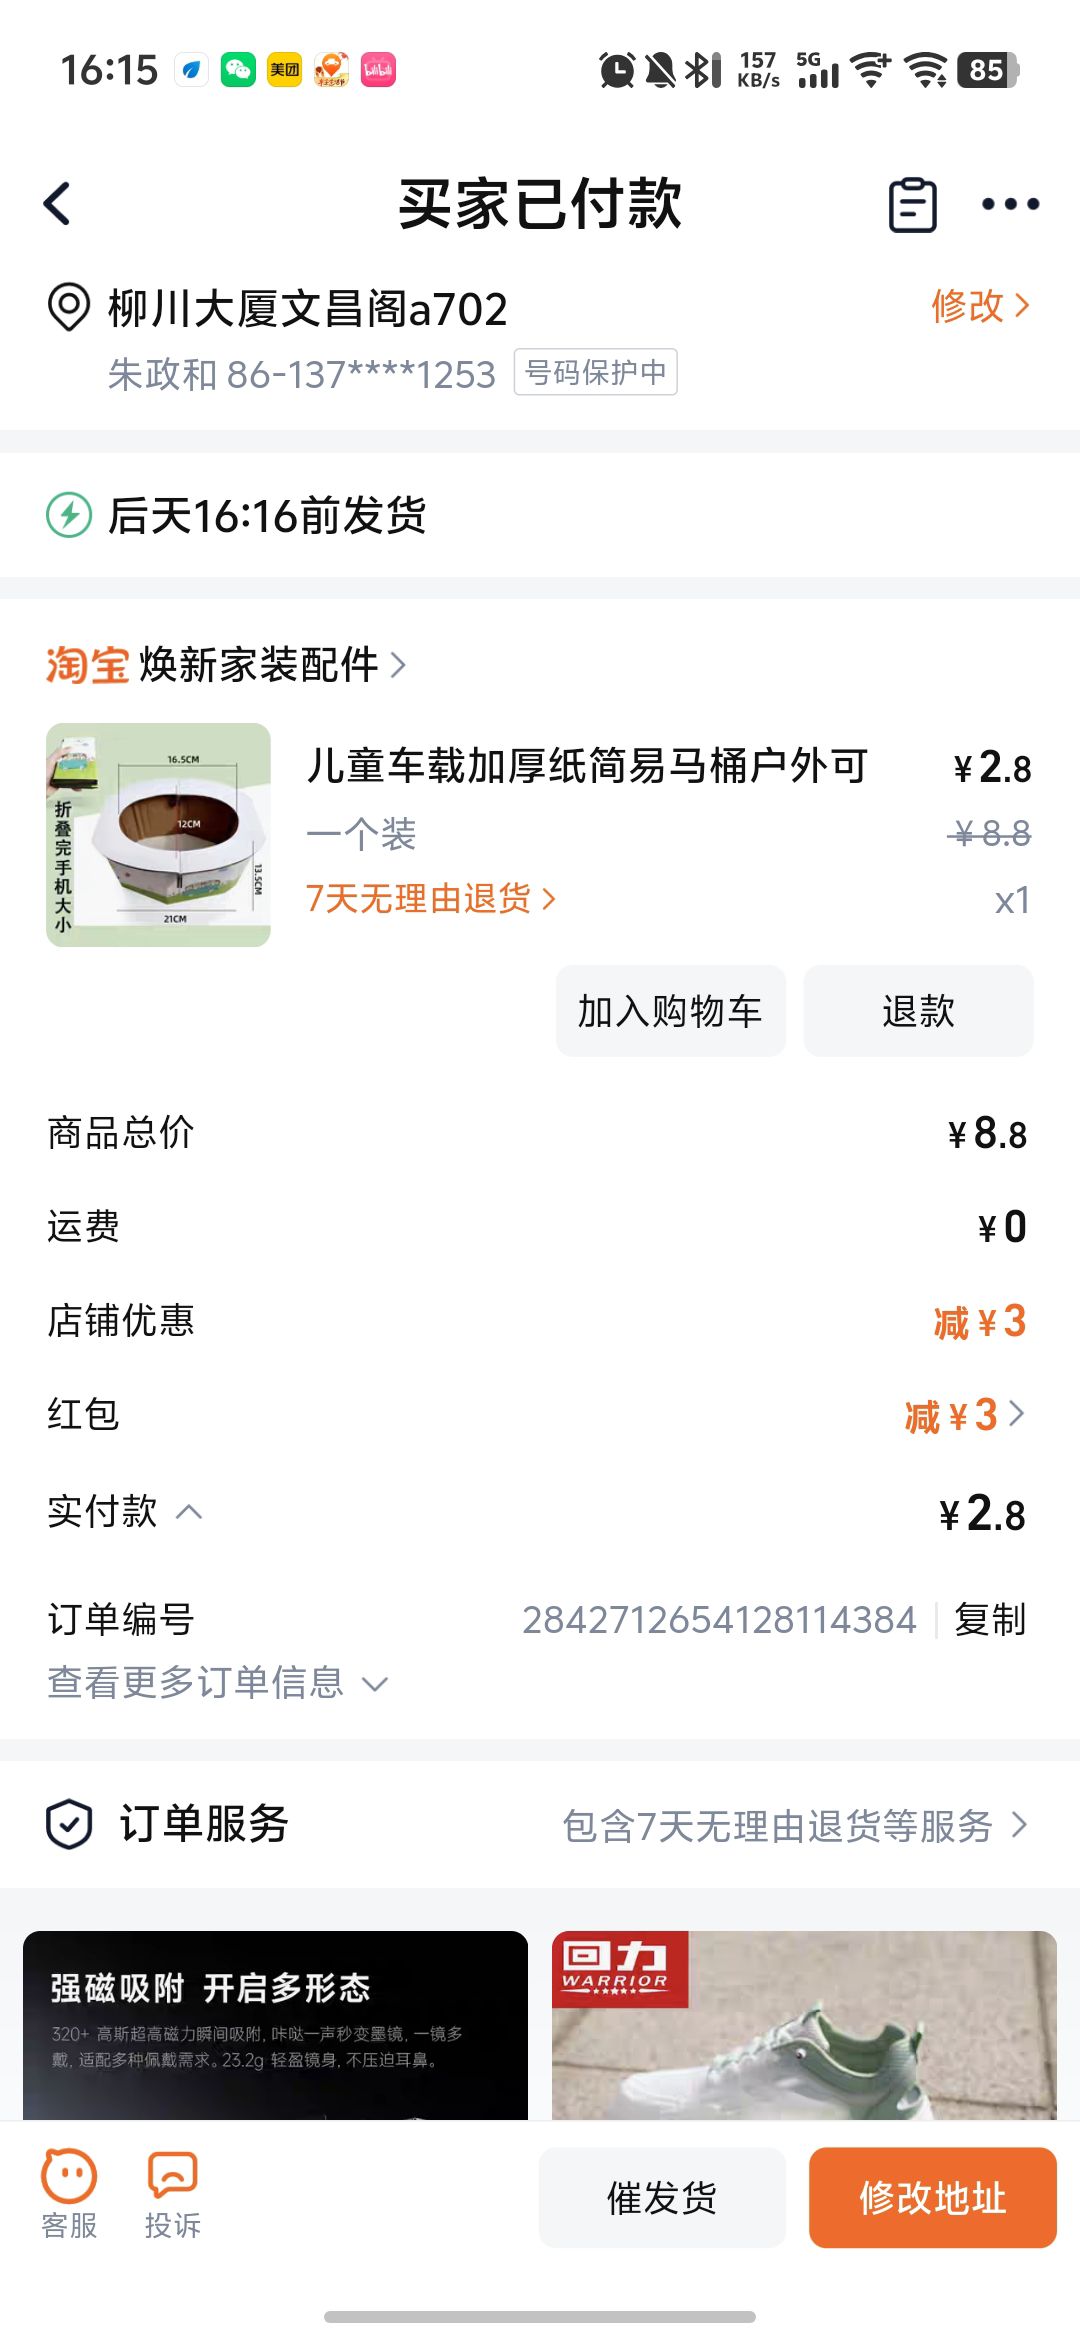 16:15
美团
bilibili
157 KB/s
5G
85
买家已付款
柳川大厦文昌阁a702
修改
朱政和 86-137****1253 号码保护中
后天16:16前发货
淘宝 焕新家装配件
16.5CM
12CM
13.5CM
21CM
折叠完手机大小
儿童车载加厚纸简易马桶户外可
¥2.8
一个装
¥8.8
7天无理由退货
x1
加入购物车
退款
商品总价 ¥8.8
运费 ¥0
店铺优惠 减¥3
红包 减¥3
实付款 ¥2.8
订单编号 2842712654128114384 复制
查看更多订单信息
订单服务 包含7天无理由退货等服务
强磁吸附 开启多形态
320+ 高斯超高磁力瞬间吸附, 咔哒一声秒变墨镜, 一镜多
戴, 适配多种佩戴需求。23.2g 轻盈镜身, 不压迫耳鼻。
回力
WARRIOR
客服
投诉
催发货
修改地址